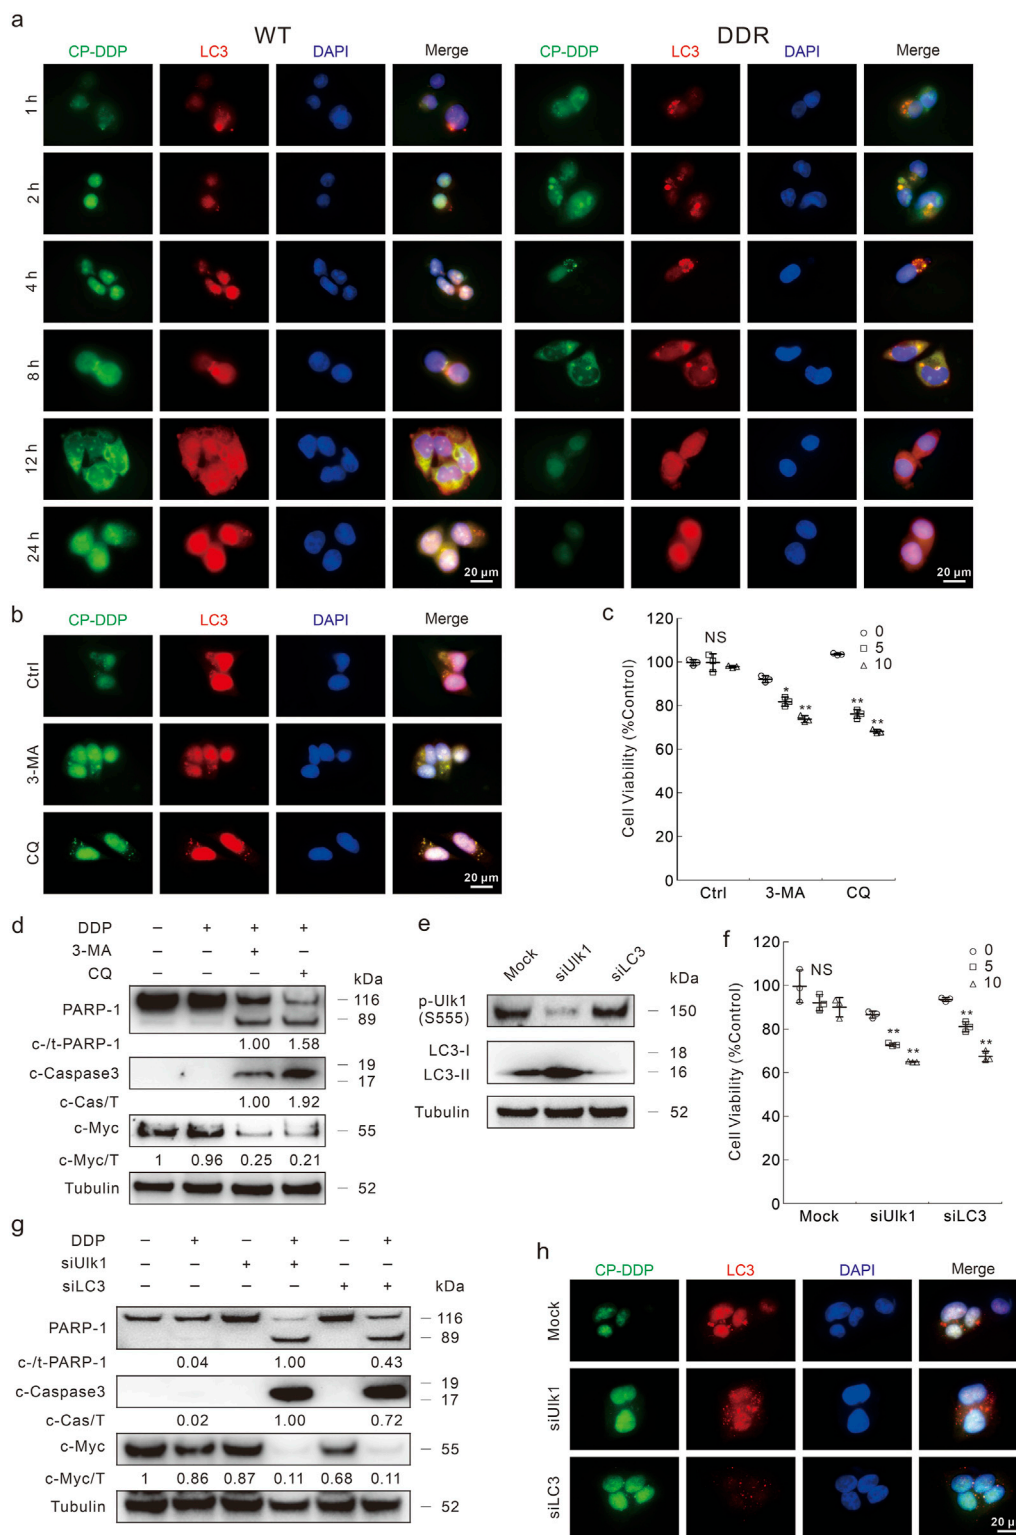 a
WT DDR
CP-DDP LC3 DAPI Merge CP-DDP LC3 DAPI Merge
1 h
2 h
4 h
8 h
12 h
24 h
20 µm 20 µm
b
CP-DDP LC3 DAPI Merge
Ctrl
3-MA
CQ
20 µm
c
Cell Viability (%Control)
120
100
80
60
40
20
0
NS
*
**
**
**
0
5
10
Ctrl 3-MA CQ
d
DDP – + + +
3-MA – – + –
CQ – – – +
kDa
PARP-1 116
89
c-/t-PARP-1 1.00 1.58
c-Caspase3 19
17
c-Cas/T 1.00 1.92
c-Myc 55
c-Myc/T 1 0.96 0.25 0.21
Tubulin 52
e
Mock siUlk1 siLC3 kDa
p-Ulk1
(S555) 150
LC3-I 18
LC3-II 16
Tubulin 52
f
Cell Viability (%Control)
120
100
80
60
40
20
0
NS
**
**
**
**
0
5
10
Mock siUlk1 siLC3
g
DDP – + – + – +
siUlk1 – – + + – –
siLC3 – – – – + +
kDa
PARP-1 116
89
c-/t-PARP-1 0.04 1.00 0.43
c-Caspase3 19
17
c-Cas/T 0.02 1.00 0.72
c-Myc 55
c-Myc/T 1 0.86 0.87 0.11 0.68 0.11
Tubulin 52
h
CP-DDP LC3 DAPI Merge
Mock
siUlk1
siLC3
20 µm